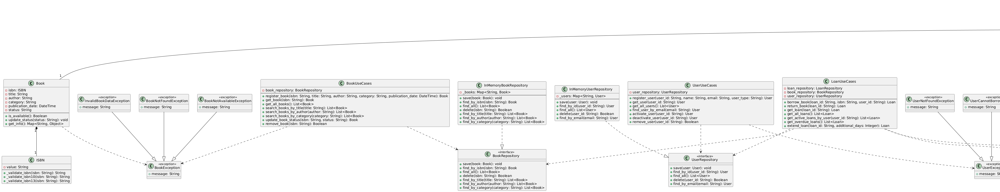 1
C Book
isbn: ISBN
title: String
author: String
category: String
publication_date: DateTime
status: String
is_available(): Boolean
update_status(status: String): void
get_info(): Map<String, Object>
1
1
C ISBN
value: String
_validate_isbn(isbn: String): String
_validate_isbn10(isbn: String): String
_validate_isbn13(isbn: String): String
«exception»
C InvalidBookDataException
message: String
«exception»
C BookNotFoundException
message: String
«exception»
C BookNotAvailableException
message: String
«exception»
C BookException
message: String
C BookUseCases
book_repository: BookRepository
register_book(isbn: String, title: String, author: String, category: String, publication_date: DateTime): Book
get_book(isbn: String): Book
get_all_books(): List<Book>
search_books_by_title(title: String): List<Book>
search_books_by_author(author: String): List<Book>
search_books_by_category(category: String): List<Book>
update_book_status(isbn: String, status: String): Book
remove_book(isbn: String): Boolean
C InMemoryBookRepository
_books: Map<String, Book>
save(book: Book): void
find_by_isbn(isbn: String): Book
find_all(): List<Book>
delete(isbn: String): Boolean
find_by_title(title: String): List<Book>
find_by_author(author: String): List<Book>
find_by_category(category: String): List<Book>
«interface»
C BookRepository
save(book: Book): void
find_by_isbn(isbn: String): Book
find_all(): List<Book>
delete(isbn: String): Boolean
find_by_title(title: String): List<Book>
find_by_author(author: String): List<Book>
find_by_category(category: String): List<Book>
C InMemoryUserRepository
_users: Map<String, User>
save(user: User): void
find_by_id(user_id: String): User
find_all(): List<User>
delete(user_id: String): Boolean
find_by_email(email: String): User
C UserUseCases
user_repository: UserRepository
register_user(user_id: String, name: String, email: String, user_type: String): User
get_user(user_id: String): User
get_all_users(): List<User>
find_user_by_email(email: String): User
activate_user(user_id: String): User
deactivate_user(user_id: String): User
remove_user(user_id: String): Boolean
«interface»
C UserRepository
save(user: User): void
find_by_id(user_id: String): User
find_all(): List<User>
delete(user_id: String): Boolean
find_by_email(email: String): User
C LoanUseCases
loan_repository: LoanRepository
book_repository: BookRepository
user_repository: UserRepository
borrow_book(loan_id: String, isbn: String, user_id: String): Loan
return_book(loan_id: String): Loan
get_loan(loan_id: String): Loan
get_all_loans(): List<Loan>
get_active_loans_by_user(user_id: String): List<Loan>
get_overdue_loans(): List<Loan>
extend_loan(loan_id: String, additional_days: Integer): Loan
«exception»
C UserNotFoundException
message: String
«exception»
C UserCannotBorrow
message: String
«exceptio
C UserExcep
message: St